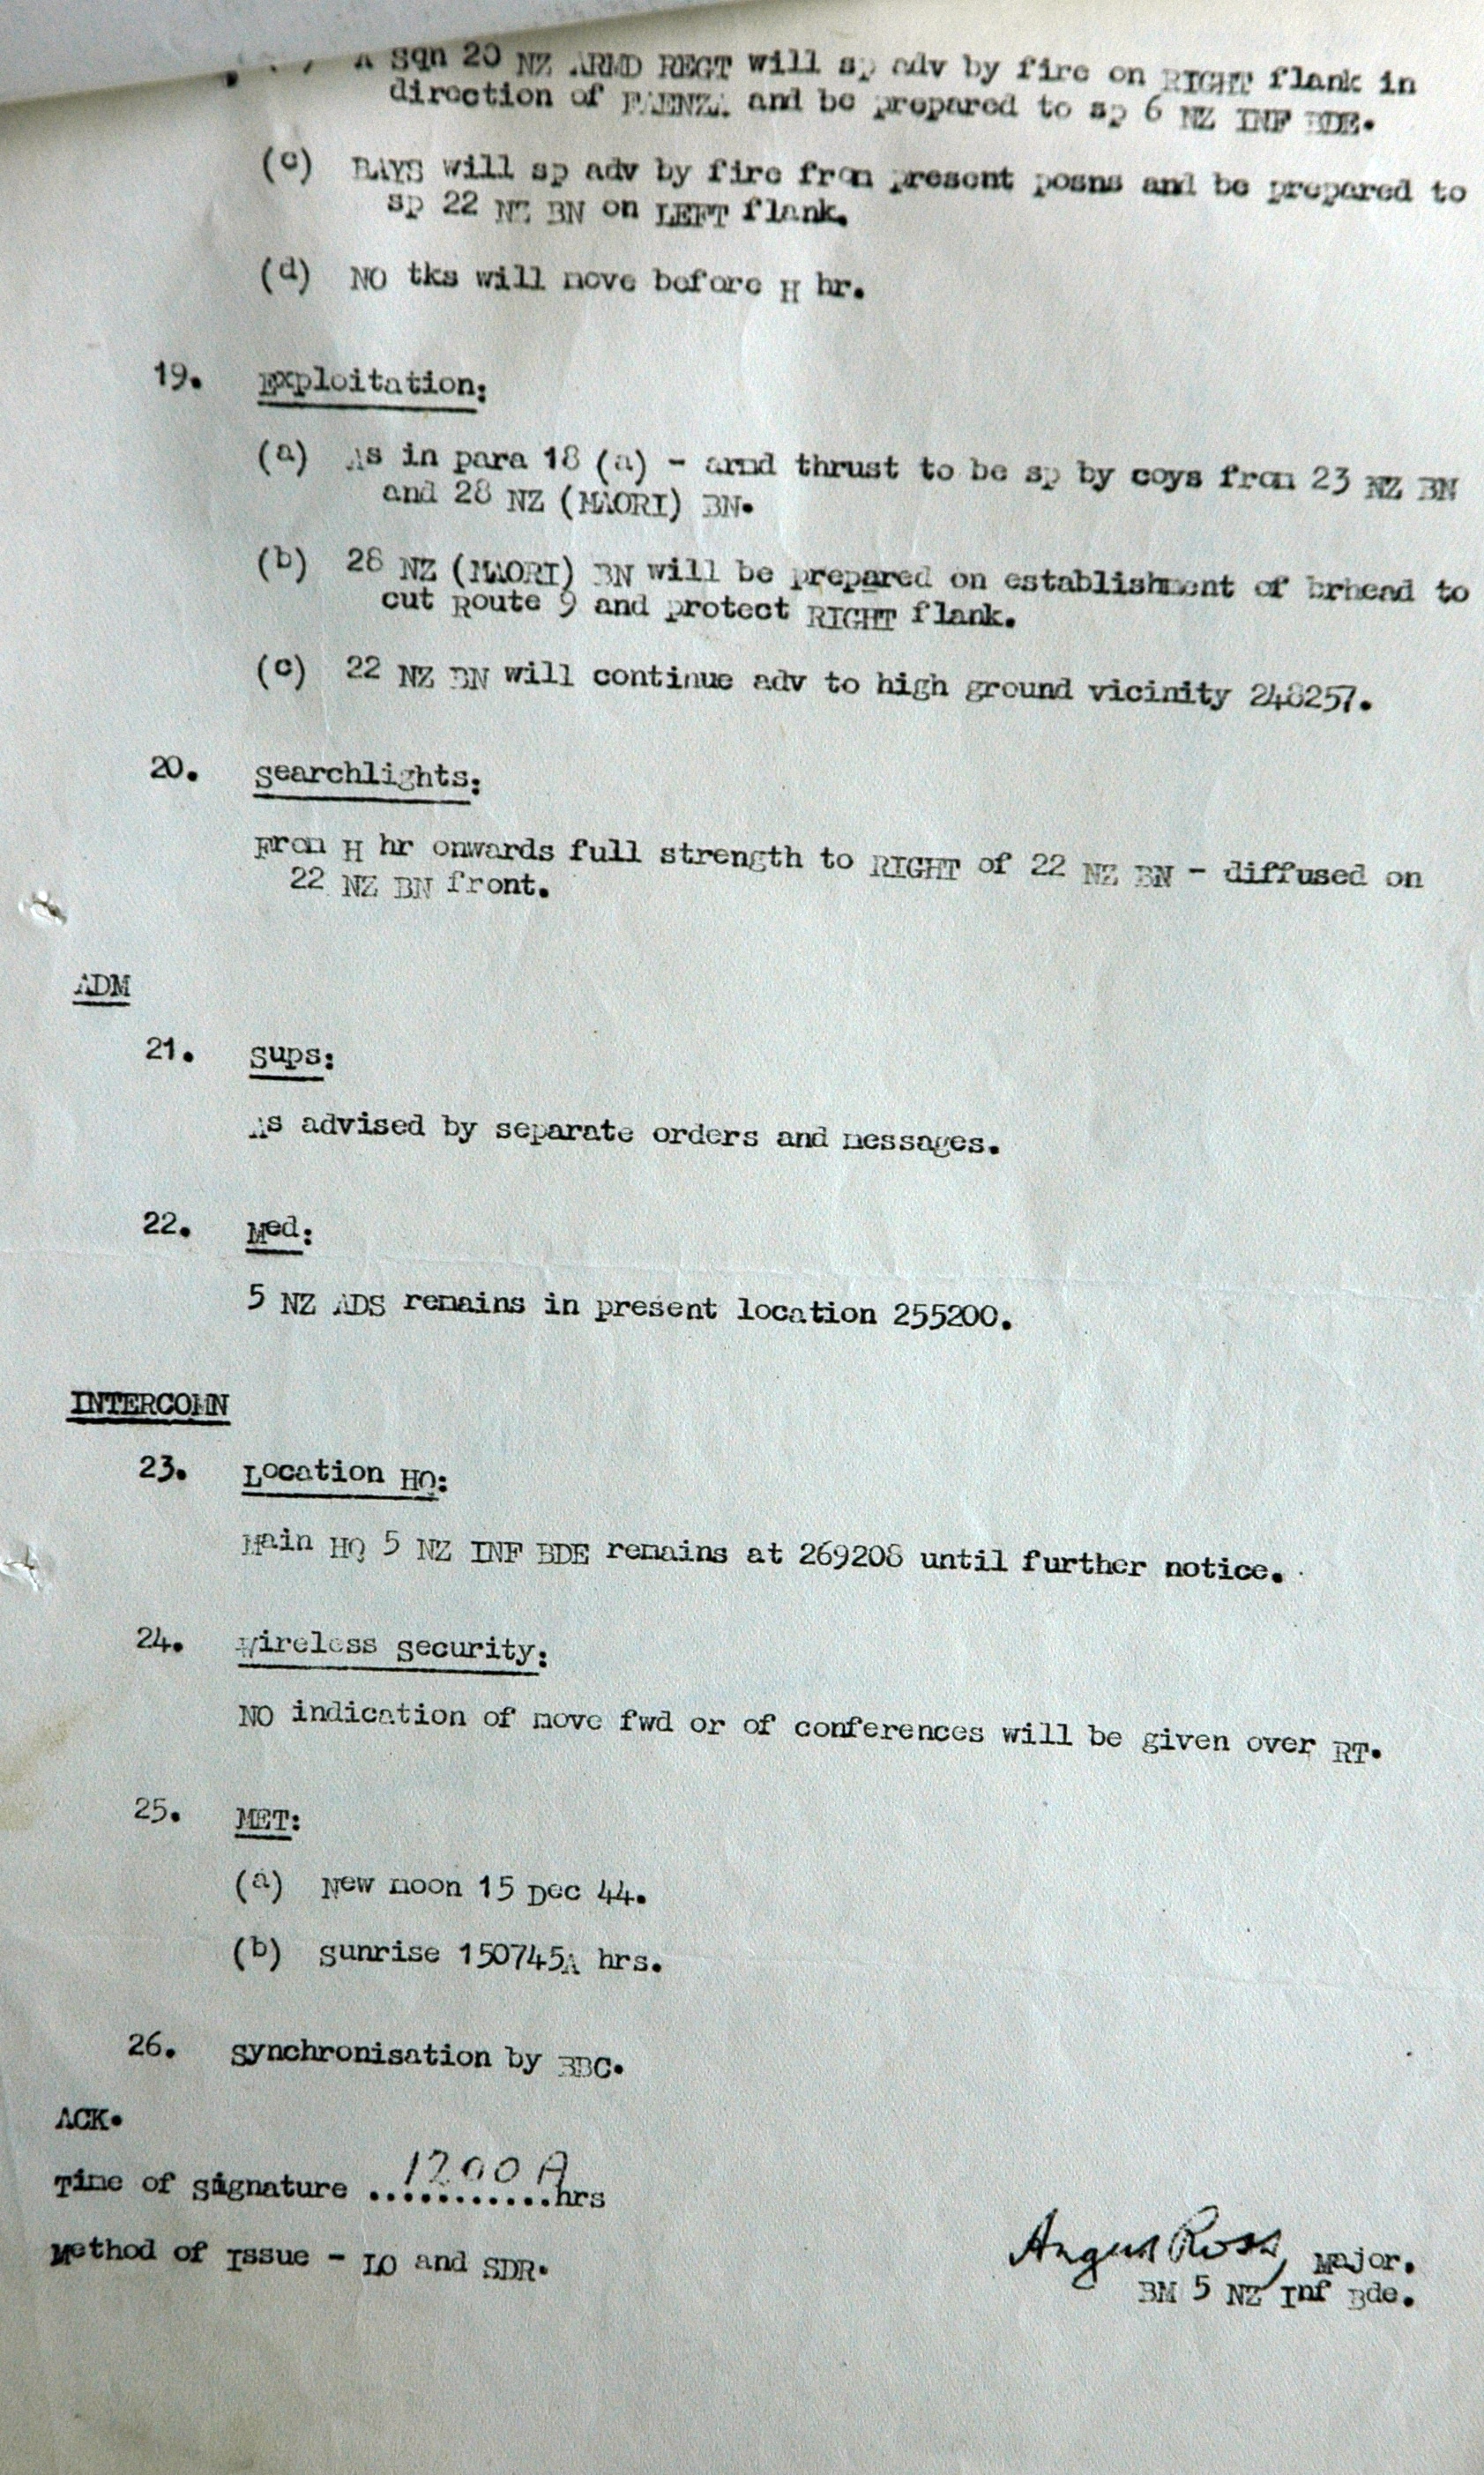 A Sqn 20 NZ ARMD REGT will sp adv by fire on RIGHT flank in
direction of FAENZA and be prepared to sp 6 NZ INF BDE.
(c) BAYS will sp adv by fire from present posns and be prepared to
sp 22 NZ BN on LEFT flank.
(d) NO tks will move before H hr.
19. Exploitation:
(a) As in para 18 (a) - armd thrust to be sp by coys from 23 NZ BN
and 28 NZ (MAORI) BN.
(b) 28 NZ (MAORI) BN will be prepared on establishment of brhead to
cut Route 9 and protect RIGHT flank.
(c) 22 NZ BN will continue adv to high ground vicinity 248257.
20. Searchlights:
From H hr onwards full strength to RIGHT of 22 NZ BN - diffused on
22 NZ BN front.
ADM
21. Sups:
As advised by separate orders and messages.
22. Med:
5 NZ ADS remains in present location 255200.
INTERCOMN
23. Location HQ:
Main HQ 5 NZ INF BDE remains at 269208 until further notice.
24. Wireless Security:
NO indication of move fwd or of conferences will be given over RT.
25. MET:
(a) New moon 15 Dec 44.
(b) Sunrise 150745A hrs.
26. Synchronisation by BBC.
ACK.
Time of Signature ...1200 A...hrs
Method of Issue - LO and SDR.
Angus Ross, Major.
BM 5 NZ Inf Bde.